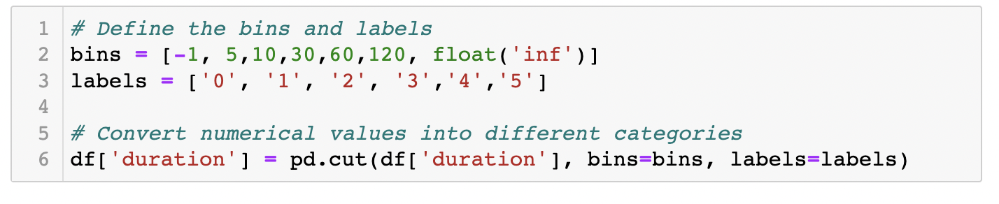 1 # Define the bins and labels
2 bins = [-1, 5,10,30,60,120, float('inf')]
3 labels = ['0', '1', '2', '3','4','5']
4
5 # Convert numerical values into different categories
6 df['duration'] = pd.cut(df['duration'], bins=bins, labels=labels)